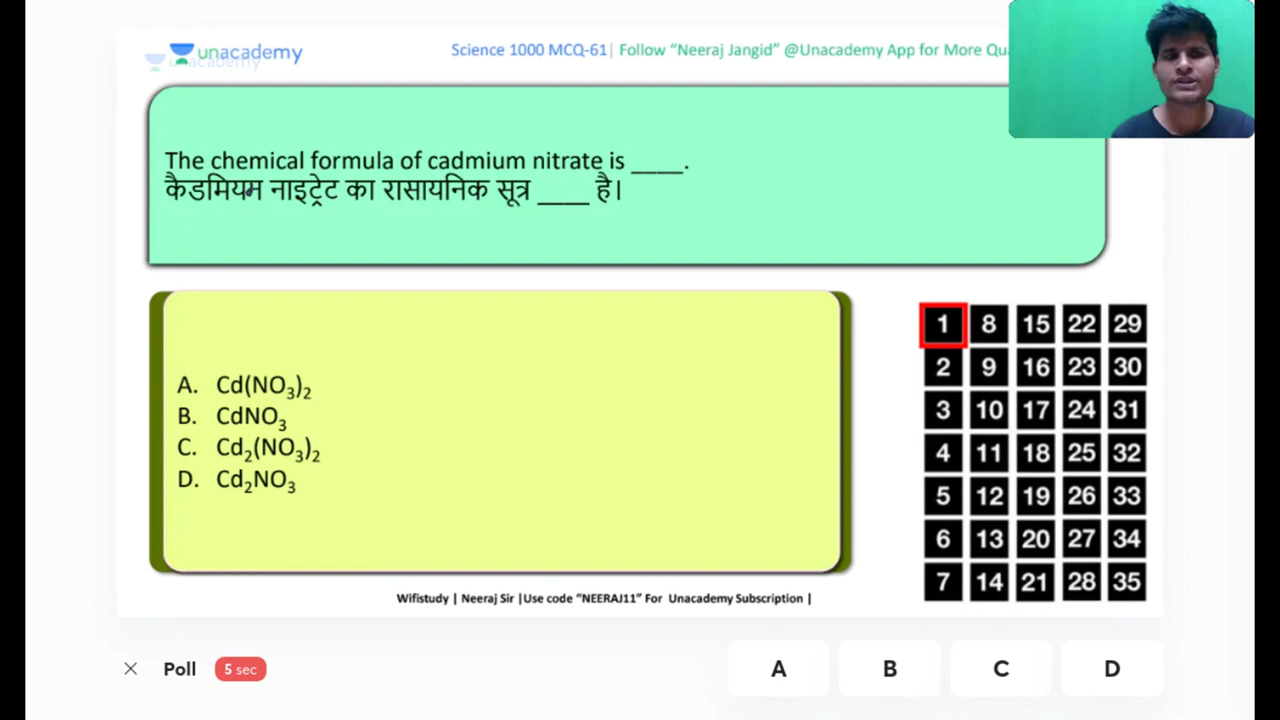 unacademy
unacademy
Science 1000 MCQ-61| Follow “Neeraj Jangid” @Unacademy App for More Qu
The chemical formula of cadmium nitrate is ____.
कैडमियम नाइट्रेट का रासायनिक सूत्र ____ है।
A. Cd(NO₃)₂
B. CdNO₃
C. Cd₂(NO₃)₂
D. Cd₂NO₃
1 8 15 22 29
2 9 16 23 30
3 10 17 24 31
4 11 18 25 32
5 12 19 26 33
6 13 20 27 34
7 14 21 28 35
Wifistudy | Neeraj Sir |Use code “NEERAJ11” For Unacademy Subscription |
Poll 5 sec A B C D